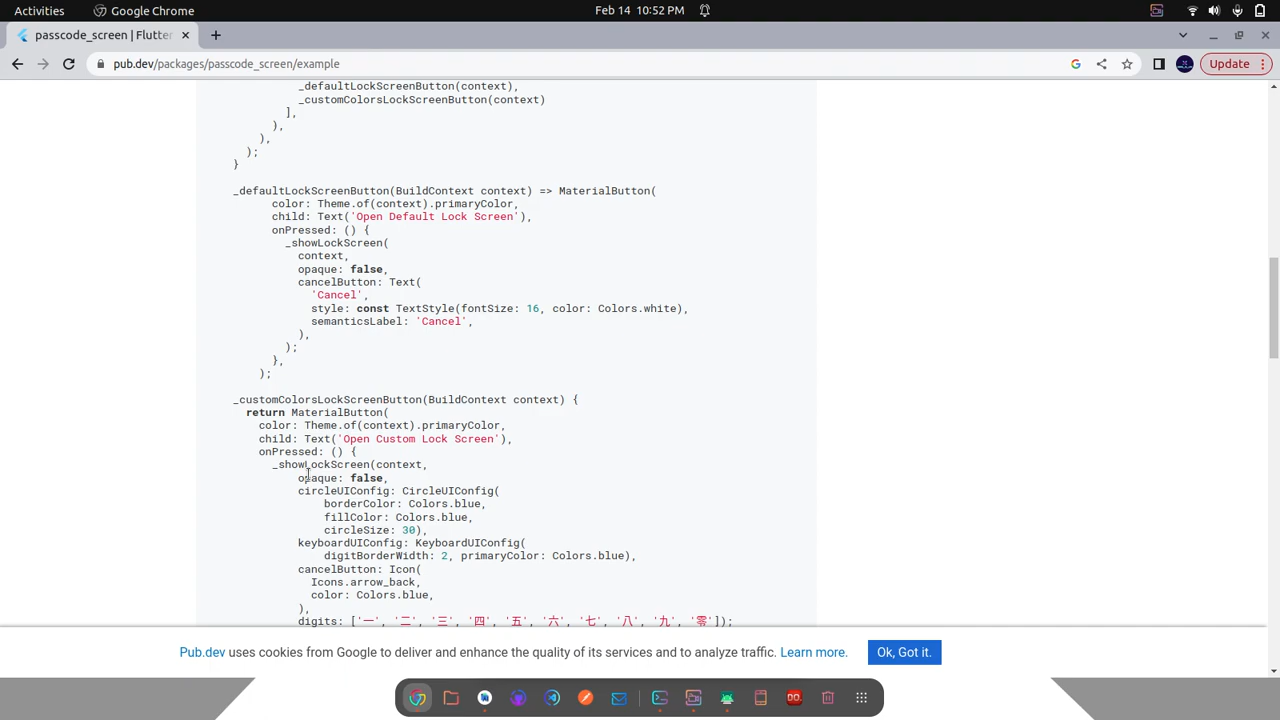 Activities
Google Chrome
Feb 14 10:52 PM
passcode_screen | Flutter
pub.dev/packages/passcode_screen/example
Update
_defaultLockScreenButton(context),
_customColorsLockScreenButton(context)
],
),
),
);
}
_defaultLockScreenButton(BuildContext context) => MaterialButton(
color: Theme.of(context).primaryColor,
child: Text('Open Default Lock Screen'),
onPressed: () {
_showLockScreen(
context,
opaque: false,
cancelButton: Text(
'Cancel',
style: const TextStyle(fontSize: 16, color: Colors.white),
semanticsLabel: 'Cancel',
),
);
},
);
_customColorsLockScreenButton(BuildContext context) {
return MaterialButton(
color: Theme.of(context).primaryColor,
child: Text('Open Custom Lock Screen'),
onPressed: () {
_showLockScreen(context,
opaque: false,
circleUIConfig: CircleUIConfig(
borderColor: Colors.blue,
fillColor: Colors.blue,
circleSize: 30),
keyboardUIConfig: KeyboardUIConfig(
digitBorderWidth: 2, primaryColor: Colors.blue),
cancelButton: Icon(
Icons.arrow_back,
color: Colors.blue,
),
digits: ['一', '二', '三', '四', '五', '六', '七', '八', '九', '零']);
Pub.dev uses cookies from Google to deliver and enhance the quality of its services and to analyze traffic. Learn more.
Ok, Got it.
DO.